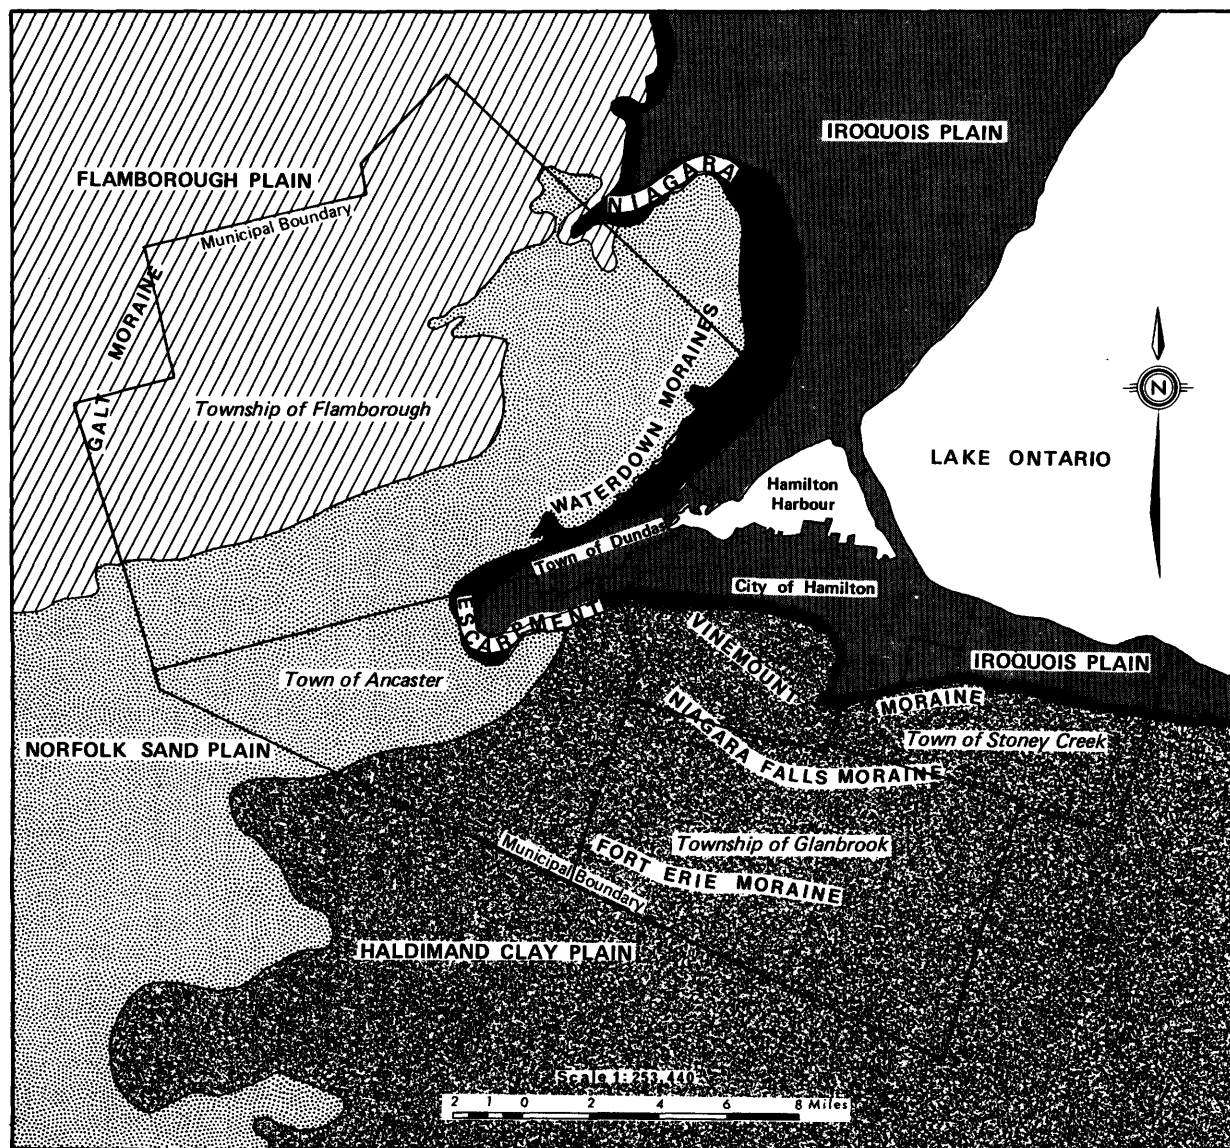 IROQUOIS PLAIN
FLAMBOROUGH PLAIN
NIAGARA
Municipal Boundary
GALT MORAINE
WATERDOWN MORAINES
Township of Flamborough
N
LAKE ONTARIO
Hamilton
Harbour
Town of Dundas
City of Hamilton
ESCARPMENT
VINEMOUNT
IROQUOIS PLAIN
Town of Ancaster
MORAINE
NIAGARA FALLS MORAINE
Town of Stoney Creek
NORFOLK SAND PLAIN
Township of Glanbrook
Municipal Boundary
FORT ERIE MORAINE
HALDIMAND CLAY PLAIN
Scale 1:253,440
2 1 0 2 4 6 8 Miles